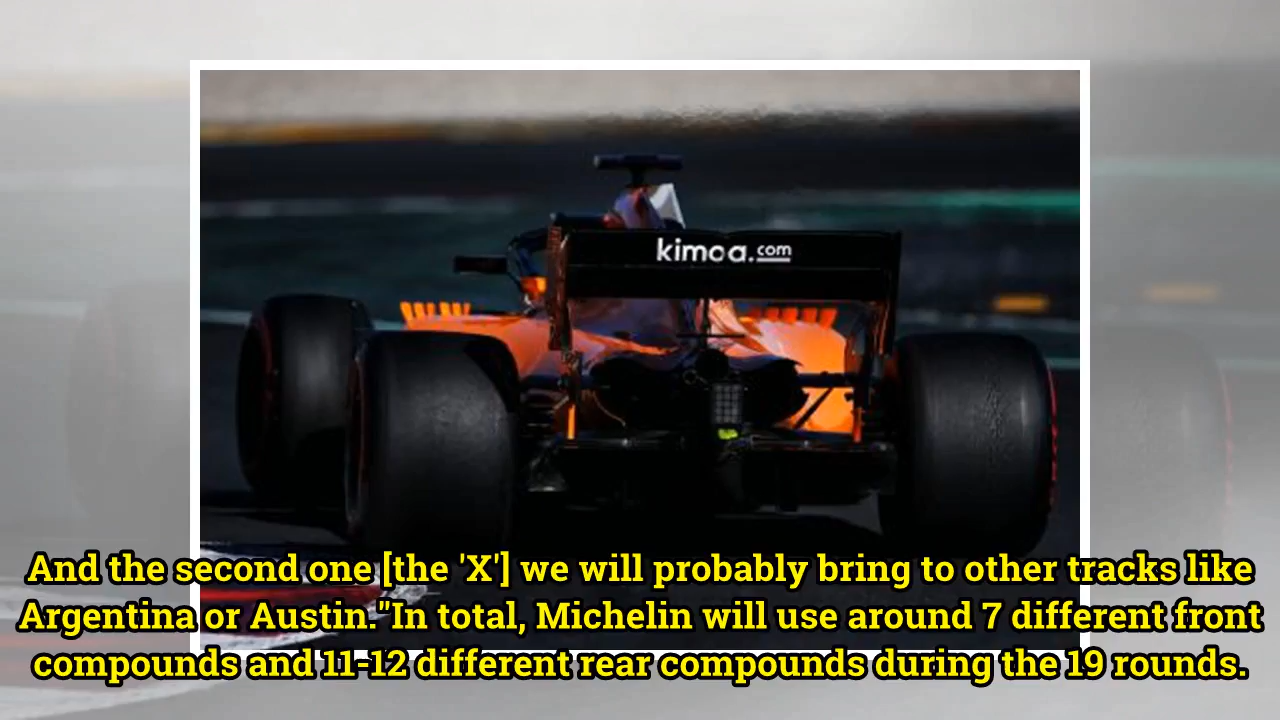 kimoa.com
And the second one [the 'X'] we will probably bring to other tracks like
Argentina or Austin."In total, Michelin will use around 7 different front
compounds and 11-12 different rear compounds during the 19 rounds.